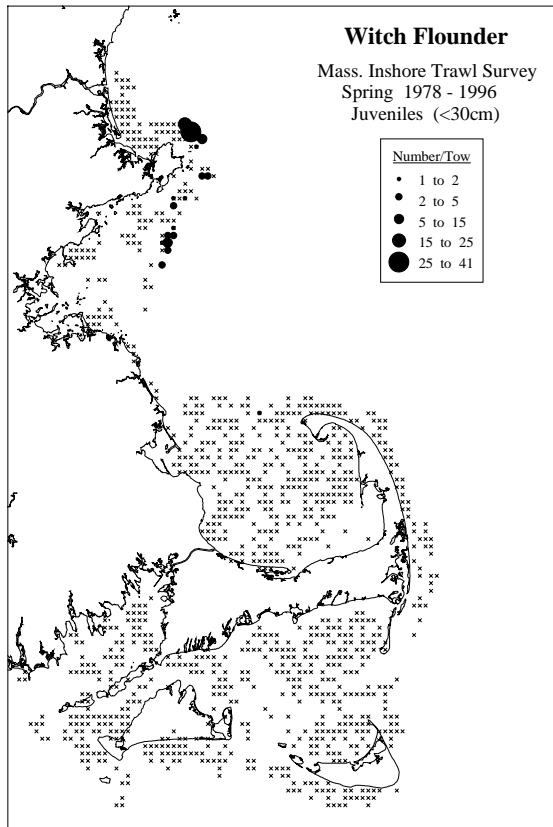 Witch Flounder
Mass. Inshore Trawl Survey
Spring 1978 - 1996
Juveniles (<30cm)
Number/Tow
1 to 2
2 to 5
5 to 15
15 to 25
25 to 41